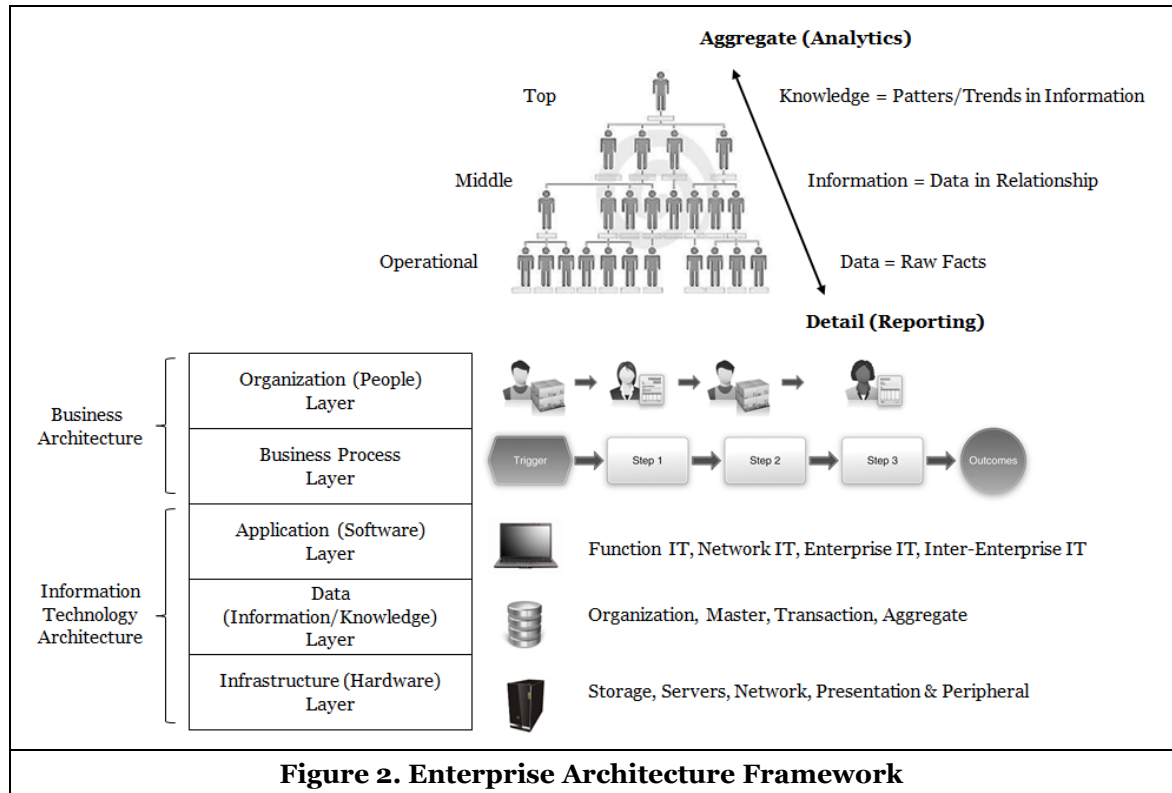 Aggregate (Analytics)
Top
Knowledge = Patters/Trends in Information
Middle
Information = Data in Relationship
Operational
Data = Raw Facts
Detail (Reporting)
Business
Architecture
Organization (People)
Layer
Business Process
Layer
Trigger
Step 1
Step 2
Step 3
Outcomes
Information
Technology
Architecture
Application (Software)
Layer
Function IT, Network IT, Enterprise IT, Inter-Enterprise IT
Data
(Information/Knowledge)
Layer
Organization, Master, Transaction, Aggregate
Infrastructure (Hardware)
Layer
Storage, Servers, Network, Presentation & Peripheral
Figure 2. Enterprise Architecture Framework